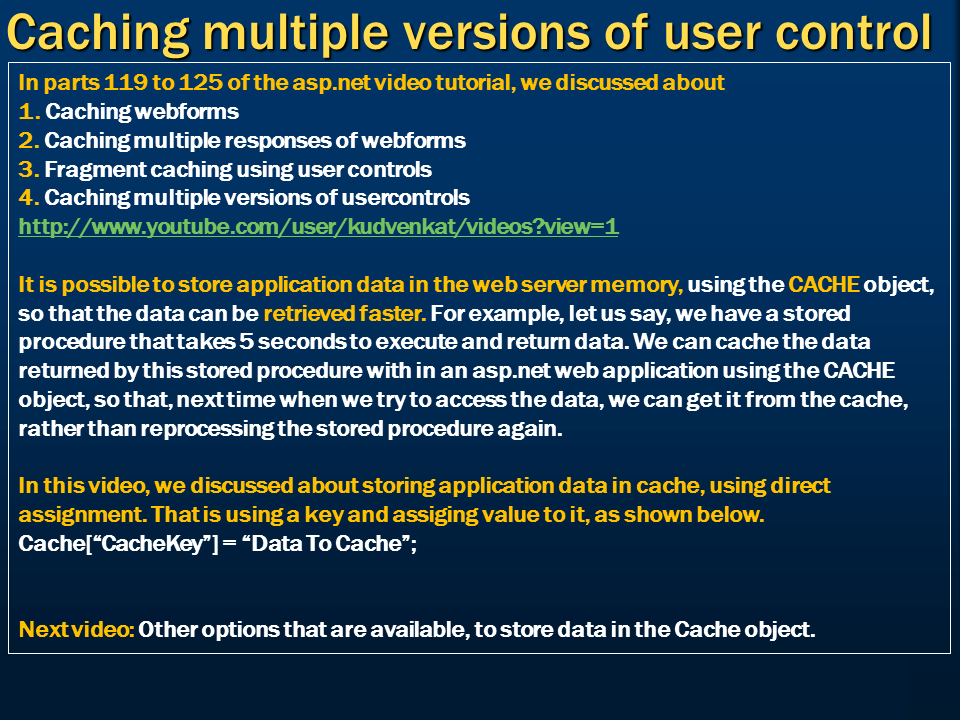 Caching multiple versions of user control
In parts 119 to 125 of the asp.net video tutorial, we discussed about
1. Caching webforms
2. Caching multiple responses of webforms
3. Fragment caching using user controls
4. Caching multiple versions of usercontrols
http://www.youtube.com/user/kudvenkat/videos?view=1
It is possible to store application data in the web server memory, using the CACHE object,
so that the data can be retrieved faster. For example, let us say, we have a stored
procedure that takes 5 seconds to execute and return data. We can cache the data
returned by this stored procedure with in an asp.net web application using the CACHE
object, so that, next time when we try to access the data, we can get it from the cache,
rather than reprocessing the stored procedure again.
In this video, we discussed about storing application data in cache, using direct
assignment. That is using a key and assiging value to it, as shown below.
Cache[“CacheKey”] = “Data To Cache”;
Next video: Other options that are available, to store data in the Cache object.